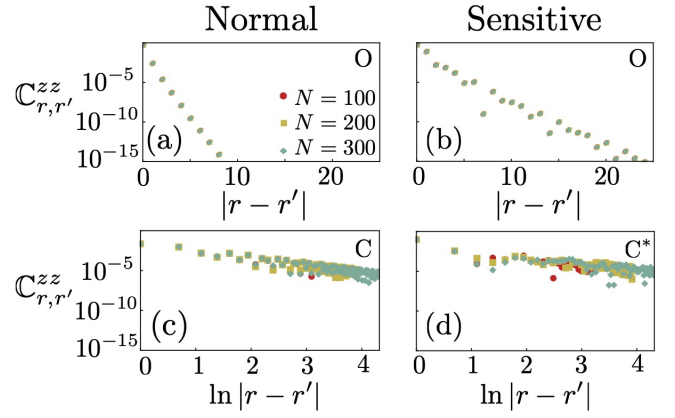 Normal Sensitive
O O
ℂ^{zz}_{r,r'} 10^{-5}
10^{-10}
10^{-15}
(a) (b)
N = 100
N = 200
N = 300
0 10 20 0 10 20
|r − r'| |r − r'|
C C*
ℂ^{zz}_{r,r'} 10^{-5}
10^{-10}
10^{-15}
(c) (d)
0 1 2 3 4 0 1 2 3 4
ln |r − r'| ln |r − r'|